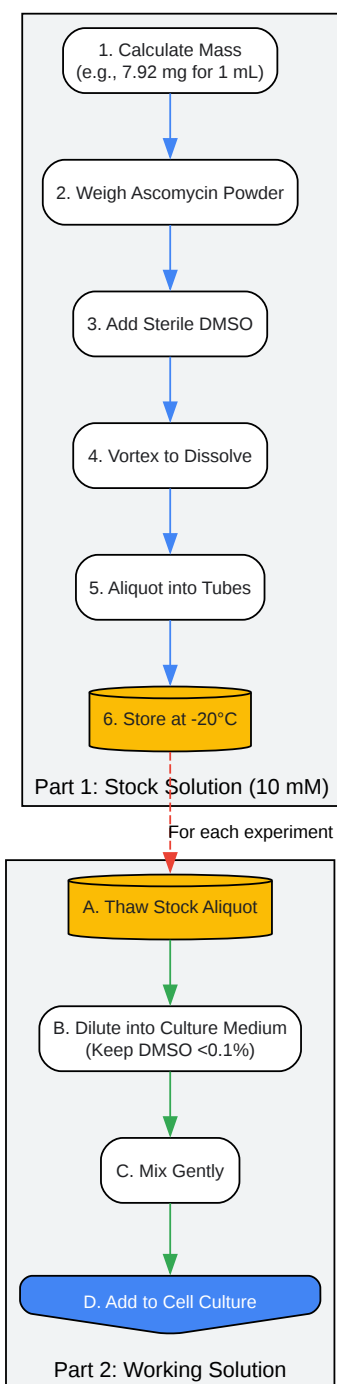 1. Calculate Mass
(e.g., 7.92 mg for 1 mL)
2. Weigh Ascomycin Powder
3. Add Sterile DMSO
4. Vortex to Dissolve
5. Aliquot into Tubes
6. Store at -20°C
Part 1: Stock Solution (10 mM)
For each experiment
A. Thaw Stock Aliquot
B. Dilute into Culture Medium
(Keep DMSO <0.1%)
C. Mix Gently
D. Add to Cell Culture
Part 2: Working Solution